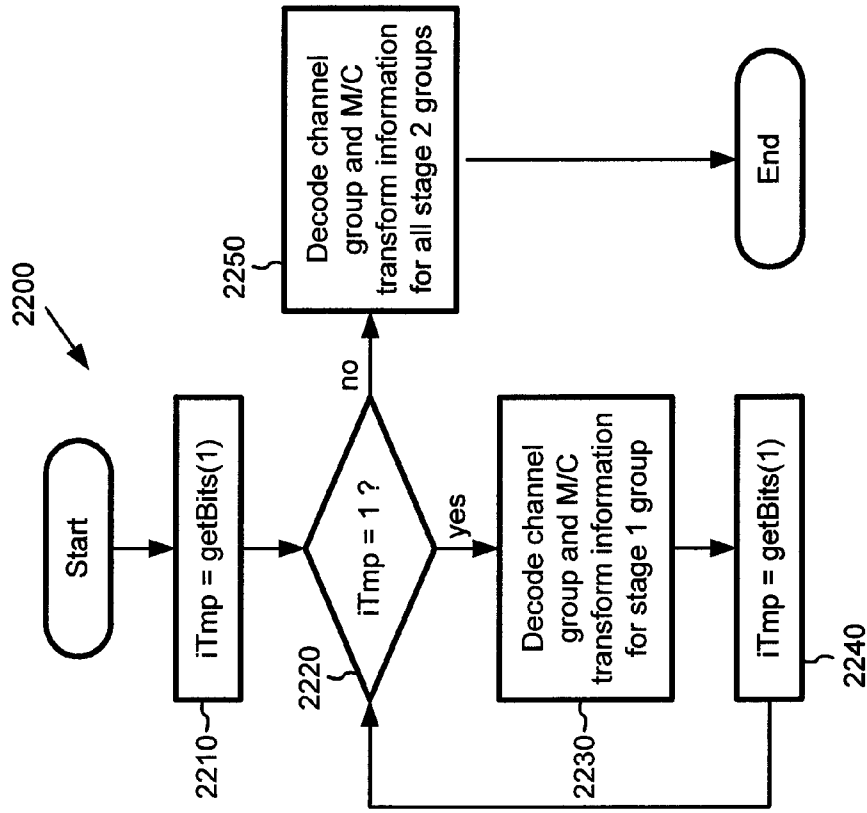 2200
Start
2210
iTmp = getBits(1)
2220
iTmp = 1 ?
no
yes
2250
Decode channel
group and M/C
transform information
for all stage 2 groups
2230
Decode channel
group and M/C
transform information
for stage 1 group
2240
iTmp = getBits(1)
End